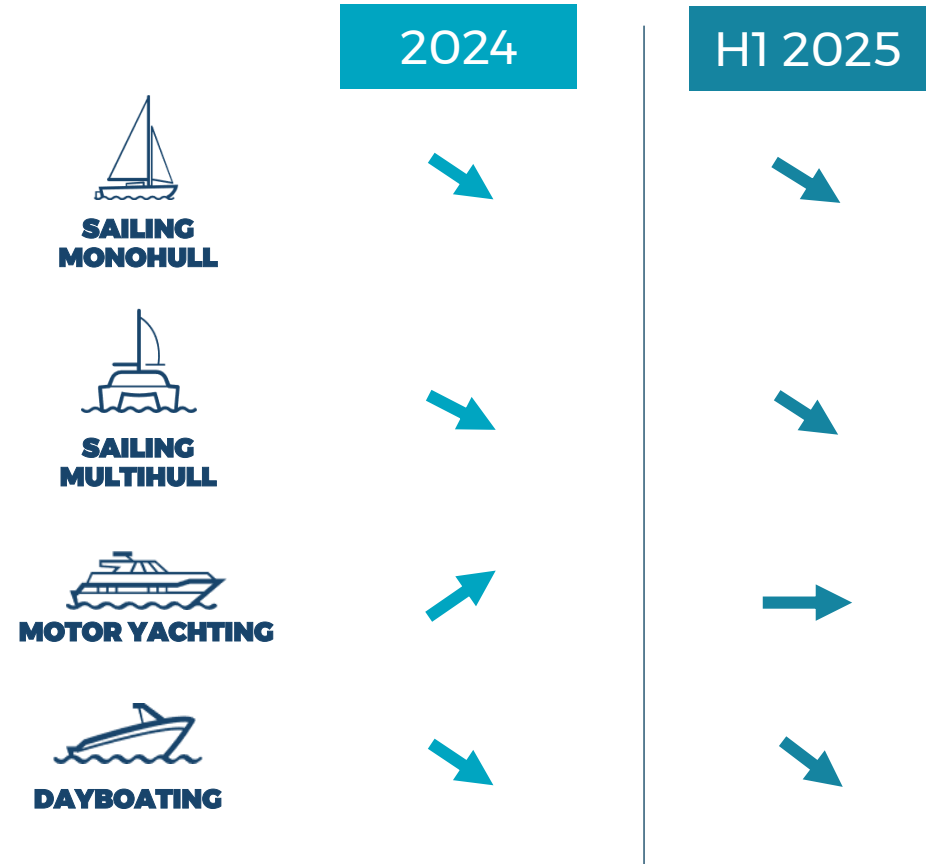 2024
H1 2025
SAILING
MONOHULL
SAILING
MULTIHULL
MOTOR YACHTING
DAYBOATING